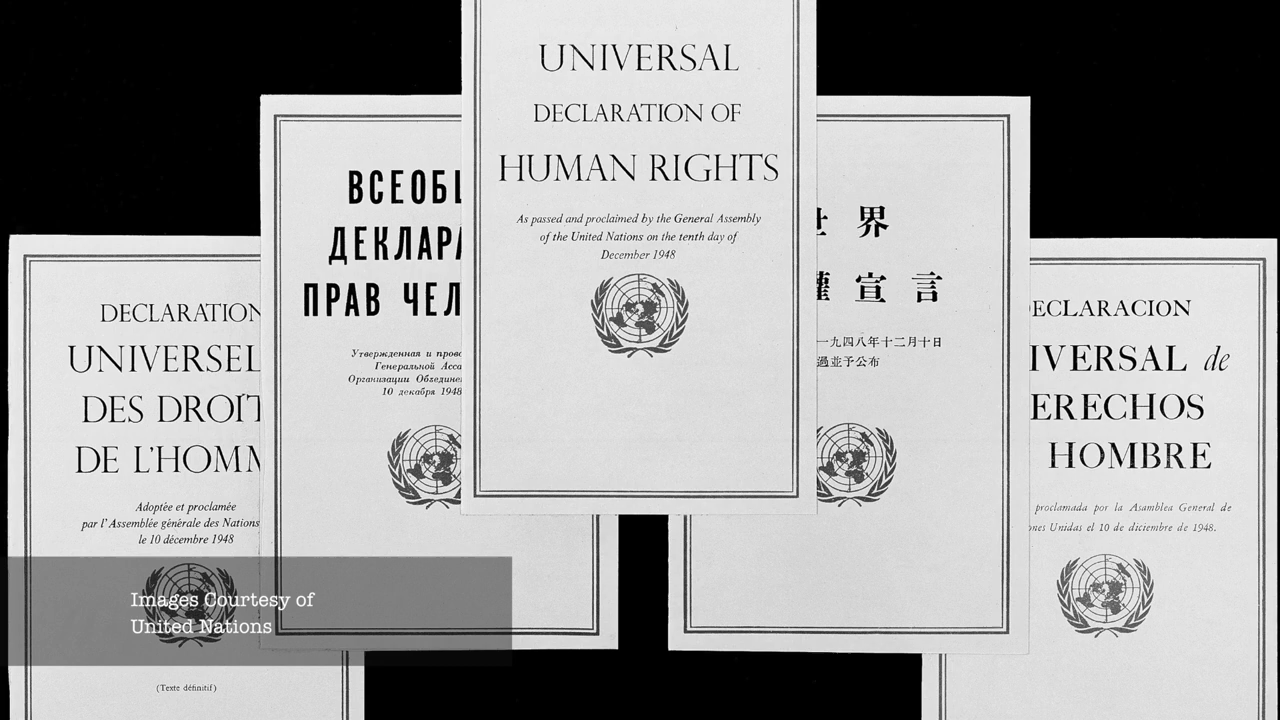 UNIVERSAL
DECLARATION OF
HUMAN RIGHTS
As passed and proclaimed by the General Assembly
of the United Nations on the tenth day of
December 1948
ВСЕОБ
ДЕКЛАРА
ПРАВ ЧЕЛ
Утвержденная и прово
Генеральной Асса
Организации Объедине
10 декабря 1948
世 界
權 宣 言
一九四八年十二月十日
過並予公布
DECLARATION
UNIVERSEL
DES DROIT
DE L'HOMM
Adoptée et proclamée
par l'Assemblée générale des Nations
le 10 décembre 1948
(Texte définitif)
DECLARACION
IVERSAL de
ERECHOS
HOMBRE
proclamada por la Asamblea General de
nes Unidas el 10 de diciembre de 1948.
Images Courtesy of
United Nations